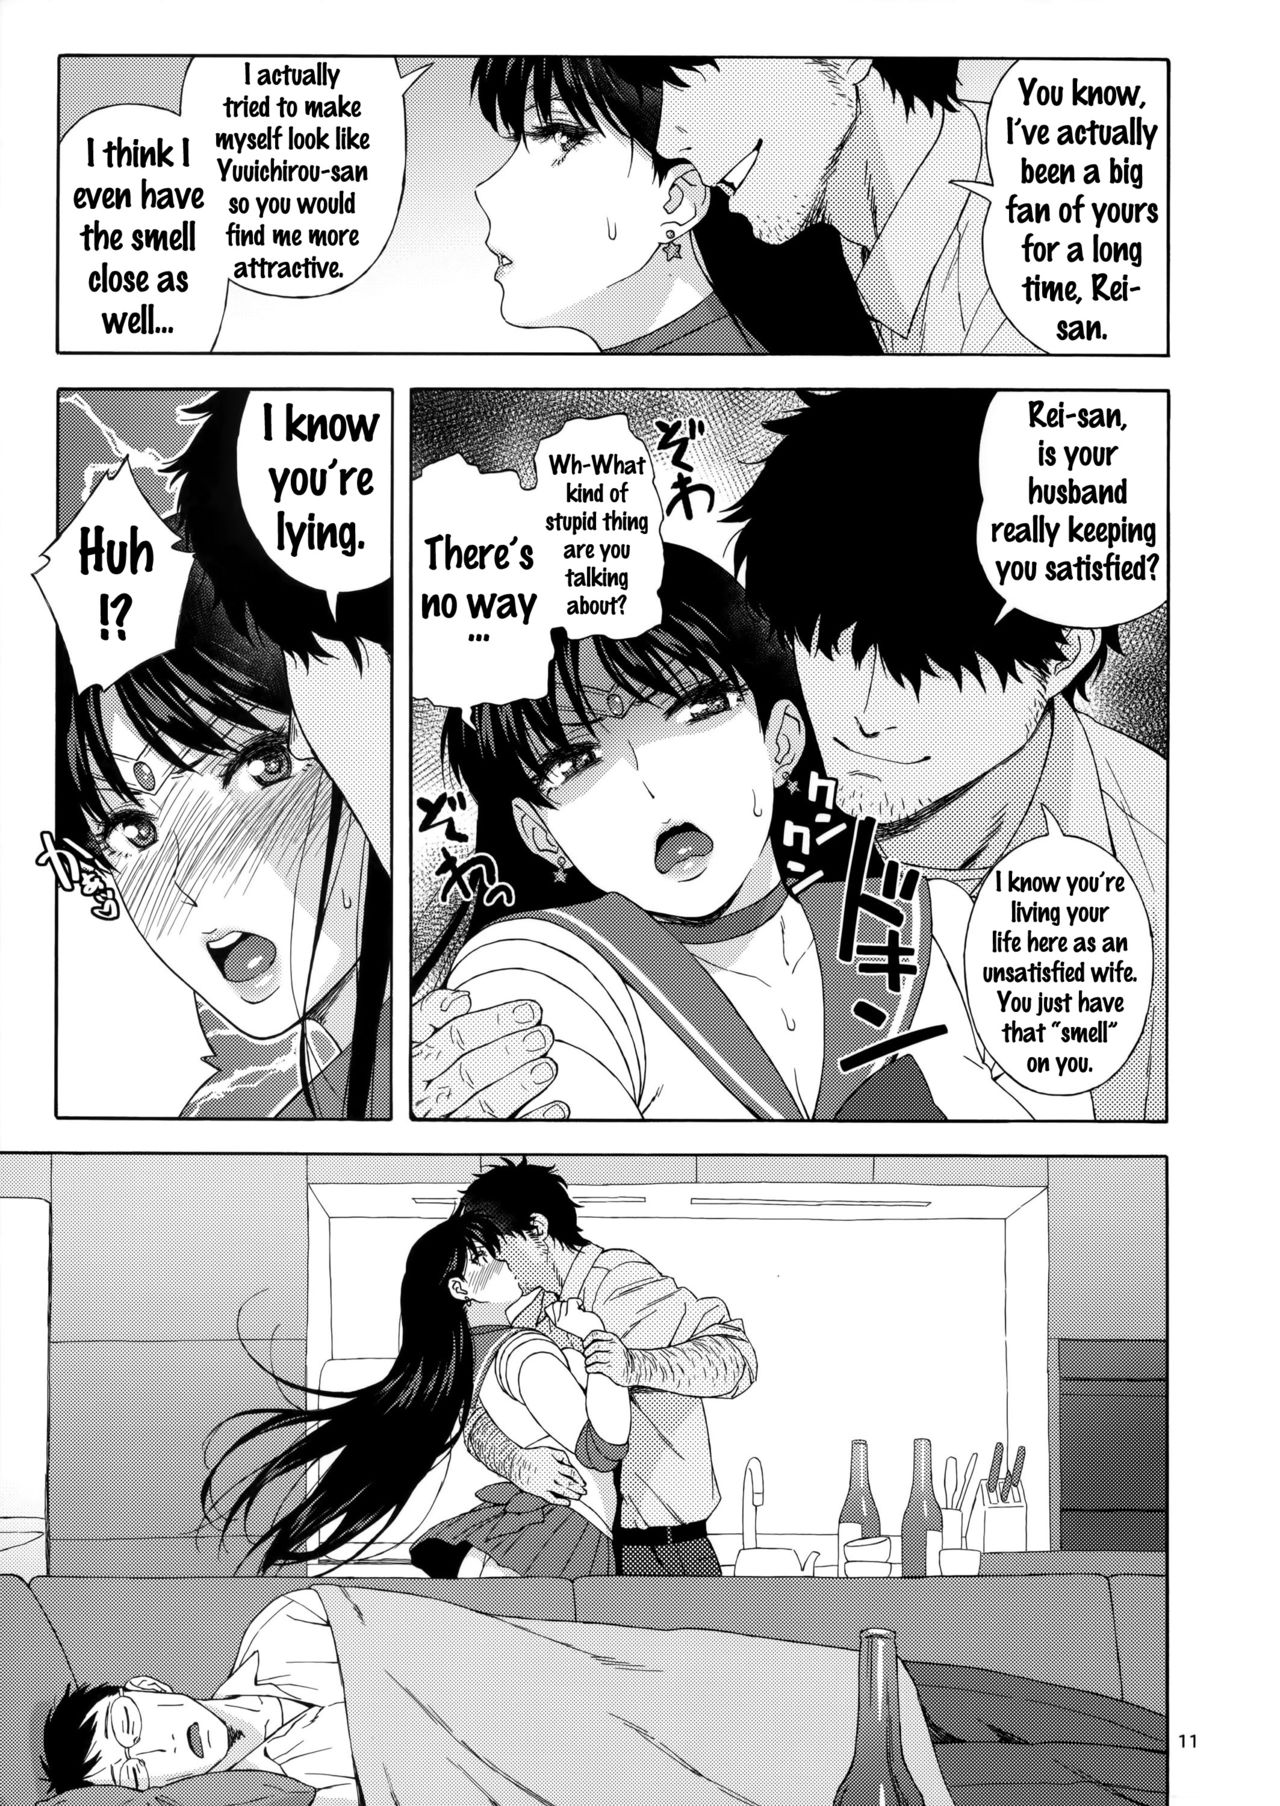 You know,
I've actually
been a big
fan of yours
for a long
time, Rei-
san.
I actually
tried to make
myself look like
Yuuichirou-san
so you would
find me more
attractive.
I think I
even have
the smell
close as
well...
Rei-san,
is your
husband
really keeping
you satisfied?
ぞわ
Wh-What
kind of
stupid thing
are you
talking
about?
There's
no way
...
クンクン
ドキン
ぞわっ
I know you're
living your
life here as an
unsatisfied wife.
You just have
that "smell"
on you.
I know
you're
lying.
Huh
!?
11